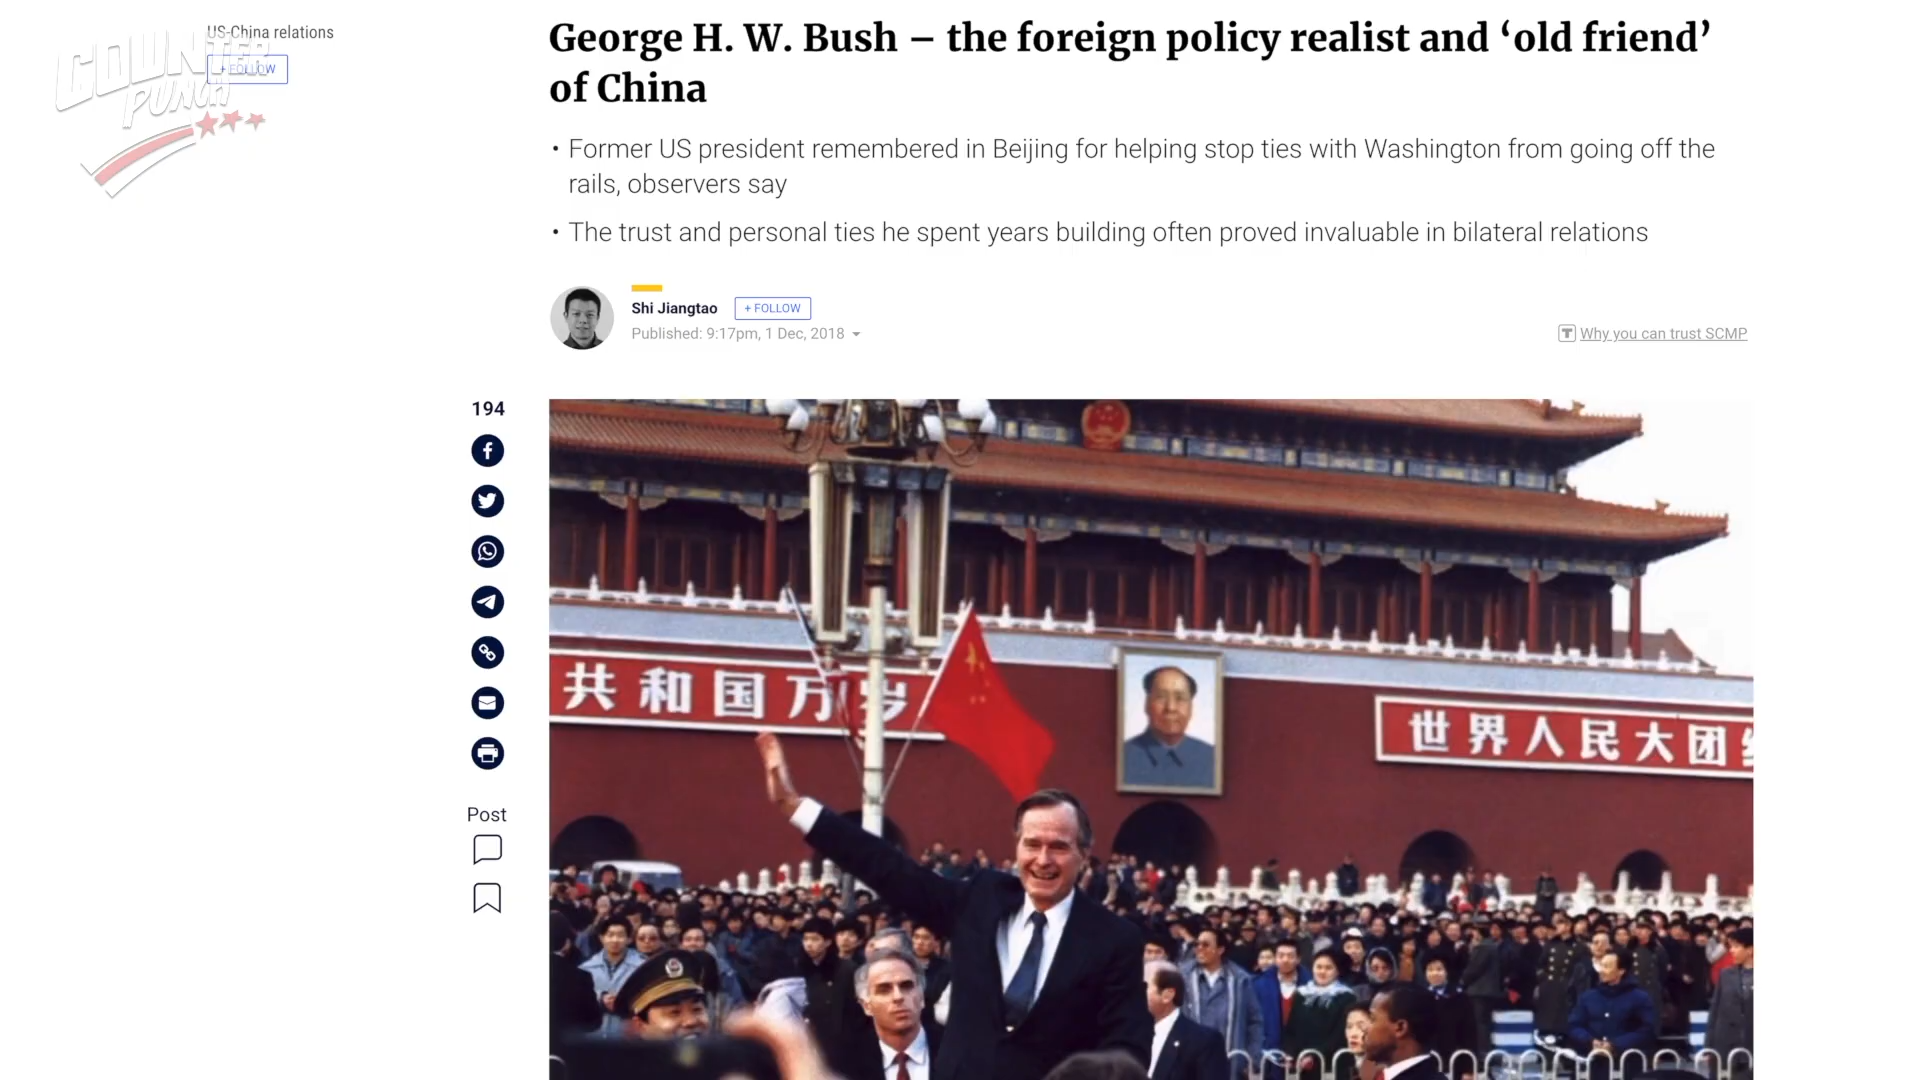 US-China relations
+ FOLLOW
COUNTER
PUNCH
George H. W. Bush – the foreign policy realist and ‘old friend’
of China
• Former US president remembered in Beijing for helping stop ties with Washington from going off the
rails, observers say
• The trust and personal ties he spent years building often proved invaluable in bilateral relations
Shi Jiangtao
+ FOLLOW
Published: 9:17pm, 1 Dec, 2018
Why you can trust SCMP
194
Post
共和国万岁
世界人民大团